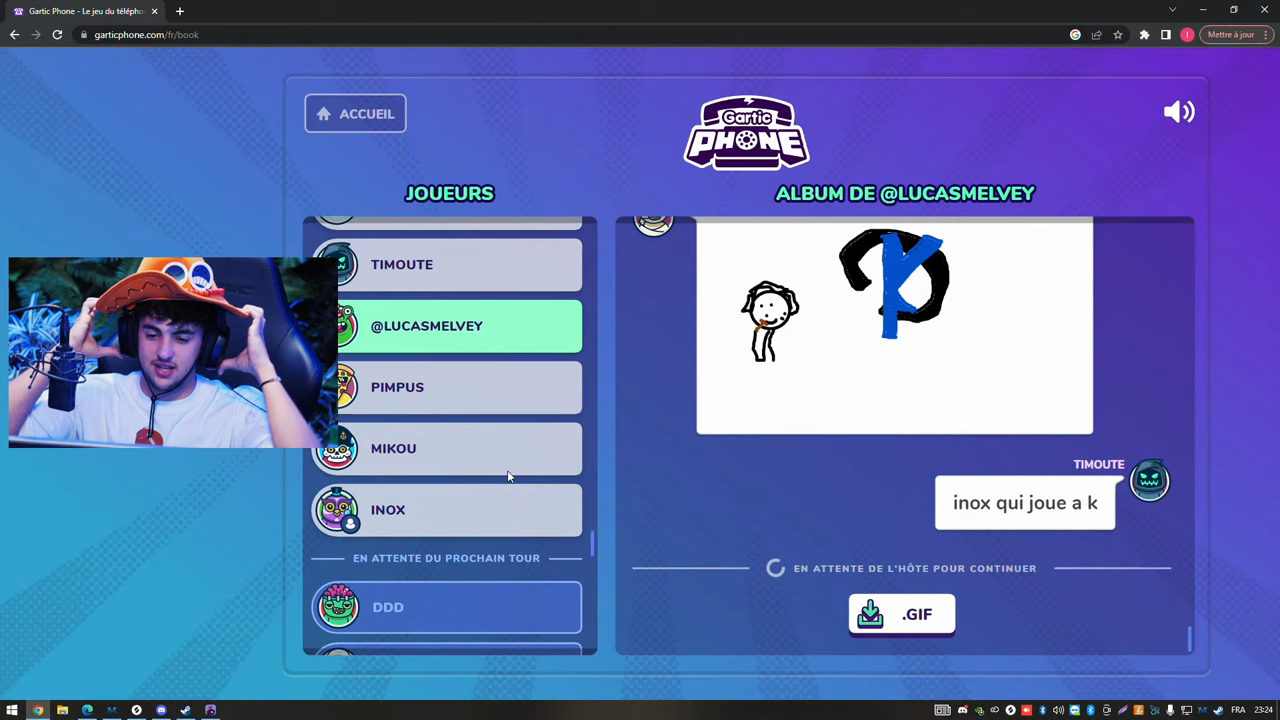 Gartic Phone - Le jeu du télépho
garticphone.com/fr/book
Mettre à jour
ACCUEIL
Gartic
PHONE
JOUEURS
TIMOUTE
@LUCASMELVEY
PIMPUS
MIKOU
INOX
EN ATTENTE DU PROCHAIN TOUR
DDD
ALBUM DE @LUCASMELVEY
TIMOUTE
inox qui joue a k
EN ATTENTE DE L'HÔTE POUR CONTINUER
.GIF
FRA
23:24